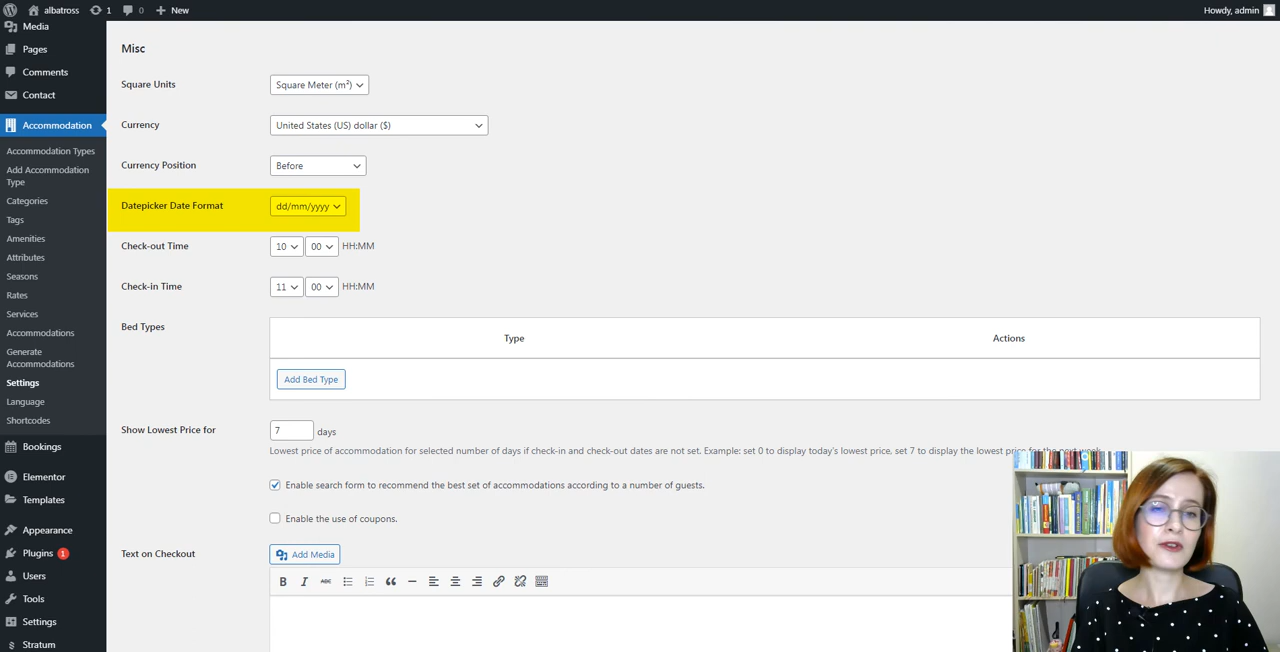 albatross 1 0 New Howdy, admin
Media
Pages
Comments
Contact
Accommodation
Accommodation Types
Add Accommodation
Type
Categories
Tags
Amenities
Attributes
Seasons
Rates
Services
Accommodations
Generate
Accommodations
Settings
Language
Shortcodes
Bookings
Elementor
Templates
Appearance
Plugins 1
Users
Tools
Settings
Stratum
Misc
Square Units Square Meter (m²)
Currency United States (US) dollar ($)
Currency Position Before
Datepicker Date Format dd/mm/yyyy
Check-out Time 10 00 HH:MM
Check-in Time 11 00 HH:MM
Bed Types Type Actions
Add Bed Type
Show Lowest Price for 7 days
Lowest price of accommodation for selected number of days if check-in and check-out dates are not set. Example: set 0 to display today's lowest price, set 7 to display the lowest price for the next week.
Enable search form to recommend the best set of accommodations according to a number of guests.
Enable the use of coupons.
Text on Checkout Add Media
B I ABC